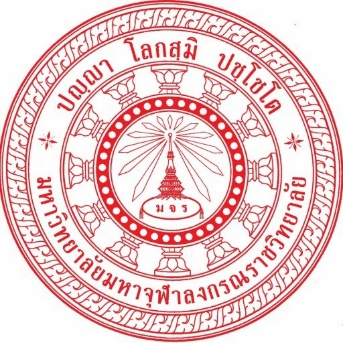 ปญฺญา โลกสฺมิ ปชฺโชโต
ม จ ร
มหาวิทยาลัยมหาจุฬาลงกรณราชวิทยาลัย